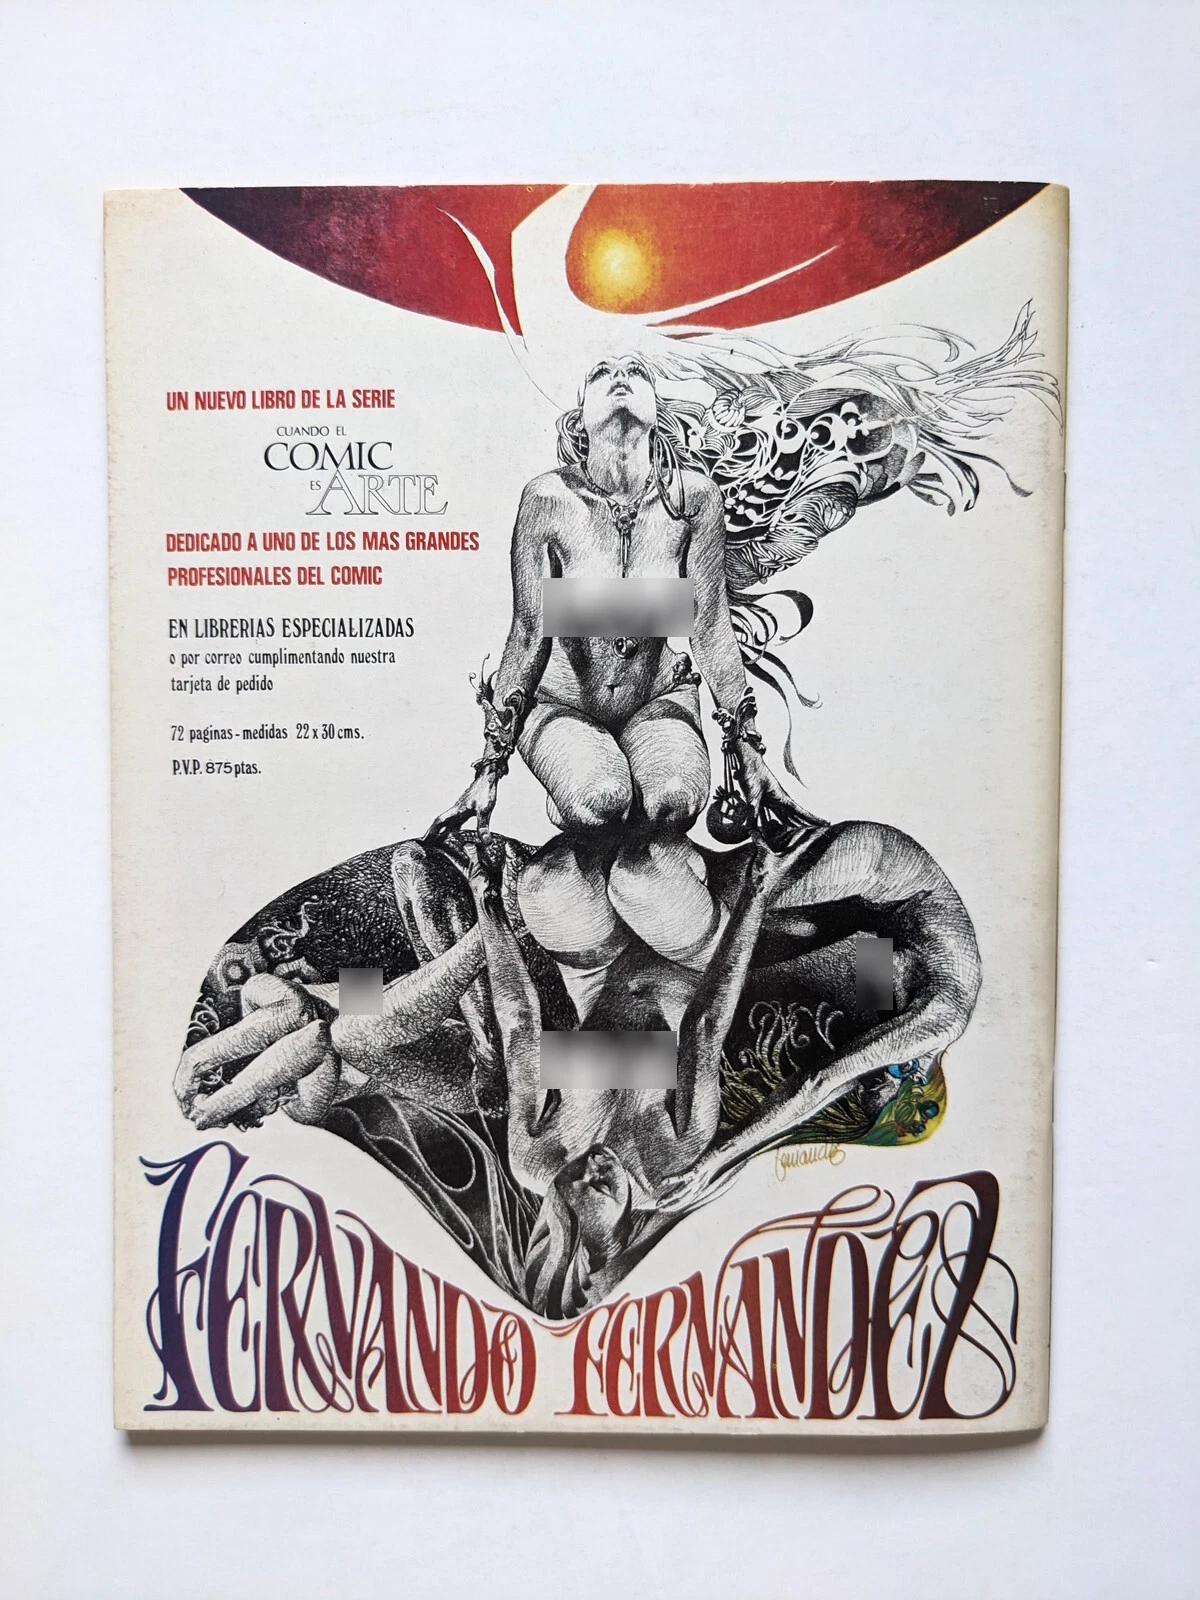 UN NUEVO LIBRO DE LA SERIE
CUANDO EL
COMIC
ES ARTE
DEDICADO A UNO DE LOS MAS GRANDES
PROFESIONALES DEL COMIC
EN LIBRERIAS ESPECIALIZADAS
o por correo cumplimentando nuestra
tarjeta de pedido
72 paginas - medidas 22 x 30 cms.
P.V.P. 875 ptas.
fernandez
FERNANDO FERNANDEZ